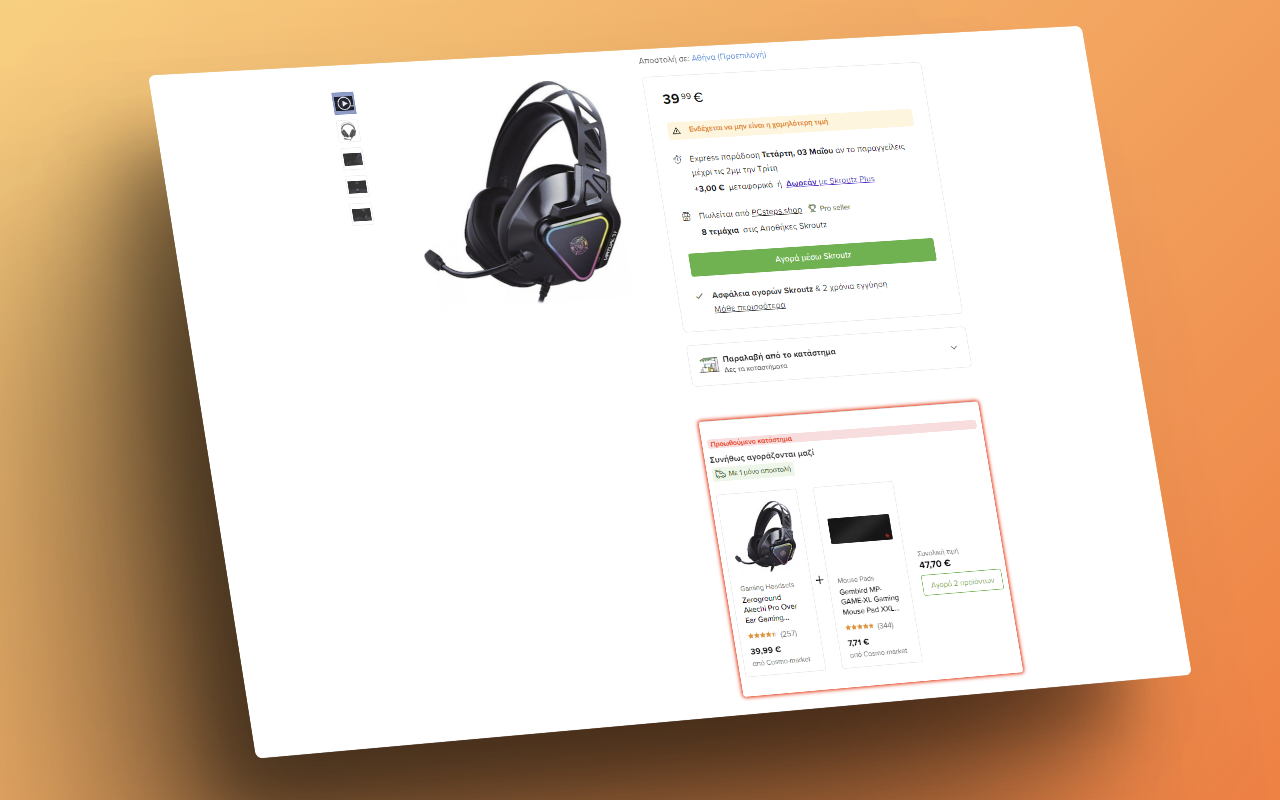 Αποστολή σε: Αθήνα (Προεπιλογή)
39,99 €
Ενδέχεται να μην είναι η χαμηλότερη τιμή
Express παράδοση Τετάρτη, 03 Μαΐου αν το παραγγείλεις
μέχρι τις 2μμ την Τρίτη
+3,00 € μεταφορικά ή Δωρεάν με Skroutz Plus
Πωλείται από PCsteps.shop Pro seller
8 τεμάχια στις Αποθήκες Skroutz
Αγορά μέσω Skroutz
Ασφάλεια αγορών Skroutz & 2 χρόνια εγγύηση
Μάθε περισσότερα
Παραλαβή από το κατάστημα
Δες τα καταστήματα
Προωθούμενο κατάστημα
Συνήθως αγοράζονται μαζί
Με 1 μόνο αποστολή
Gaming Headsets
Zeroground
Akechi Pro Over
Ear Gaming...
(257)
39,99 €
από Cosmo-market
+
Mouse Pads
Gembird MP-
GAME-XL Gaming
Mouse Pad XXL...
(344)
7,71 €
από Cosmo-market
Συνολική τιμή
47,70 €
Αγορά 2 προϊόντων